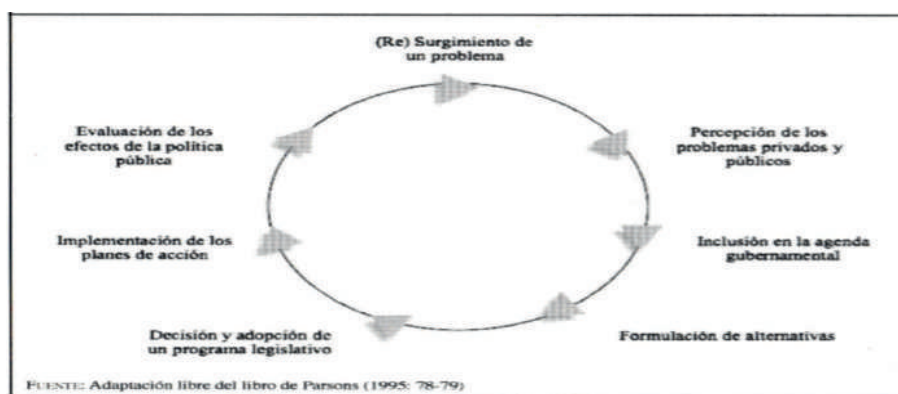 (Re) Surgimiento de
un problema
Percepción de los
problemas privados y
públicos
Inclusión en la agenda
gubernamental
Formulación de alternativas
Decisión y adopción de
un programa legislativo
Implementación de los
planes de acción
Evaluación de los
efectos de la política
pública
FUENTE: Adaptación libre del libro de Parsons (1995: 78-79)